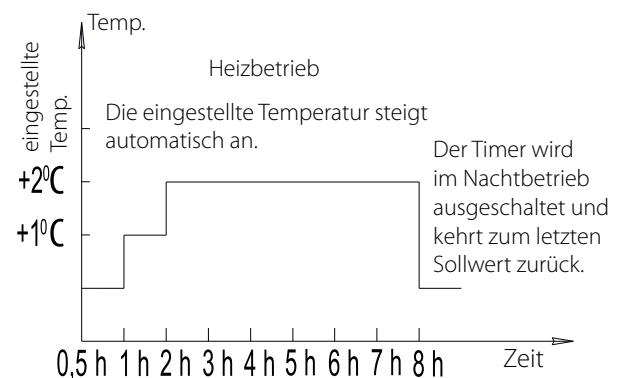 Temp.
eingestellte
Temp.
Heizbetrieb
Die eingestellte Temperatur steigt
automatisch an.
Der Timer wird
im Nachtbetrieb
ausgeschaltet und
kehrt zum letzten
Sollwert zurück.
+2⁰C
+1⁰C
0,5 h 1 h 2 h 3 h 4 h 5 h 6 h 7 h 8 h
Zeit